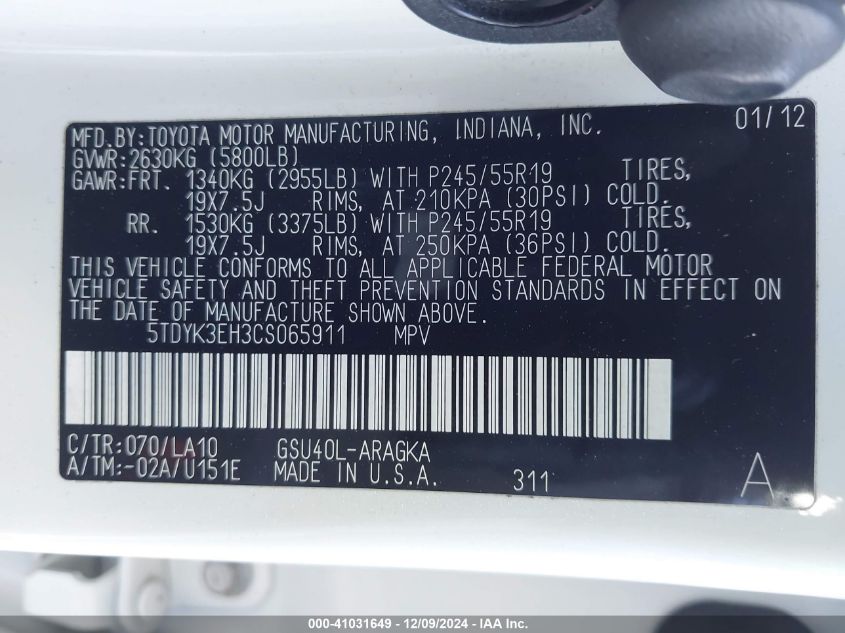 MFD.BY:TOYOTA MOTOR MANUFACTURING, INDIANA, INC. 01/12
GVWR:2630KG (5800LB)
GAWR:FRT. 1340KG (2955LB) WITH P245/55R19 TIRES,
19X7.5J RIMS, AT 210KPA (30PSI) COLD.
RR. 1530KG (3375LB) WITH P245/55R19 TIRES,
19X7.5J RIMS, AT 250KPA (36PSI) COLD.
THIS VEHICLE CONFORMS TO ALL APPLICABLE FEDERAL MOTOR
VEHICLE SAFETY AND THEFT PREVENTION STANDARDS IN EFFECT ON
THE DATE OF MANUFACTURE SHOWN ABOVE.
5TDYK3EH3CS065911 MPV
C/TR:070/LA10 GSU40L-ARAGKA
A/TM:-02A/U151E MADE IN U.S.A. 311 A
000-41031649 - 12/09/2024 - IAA Inc.